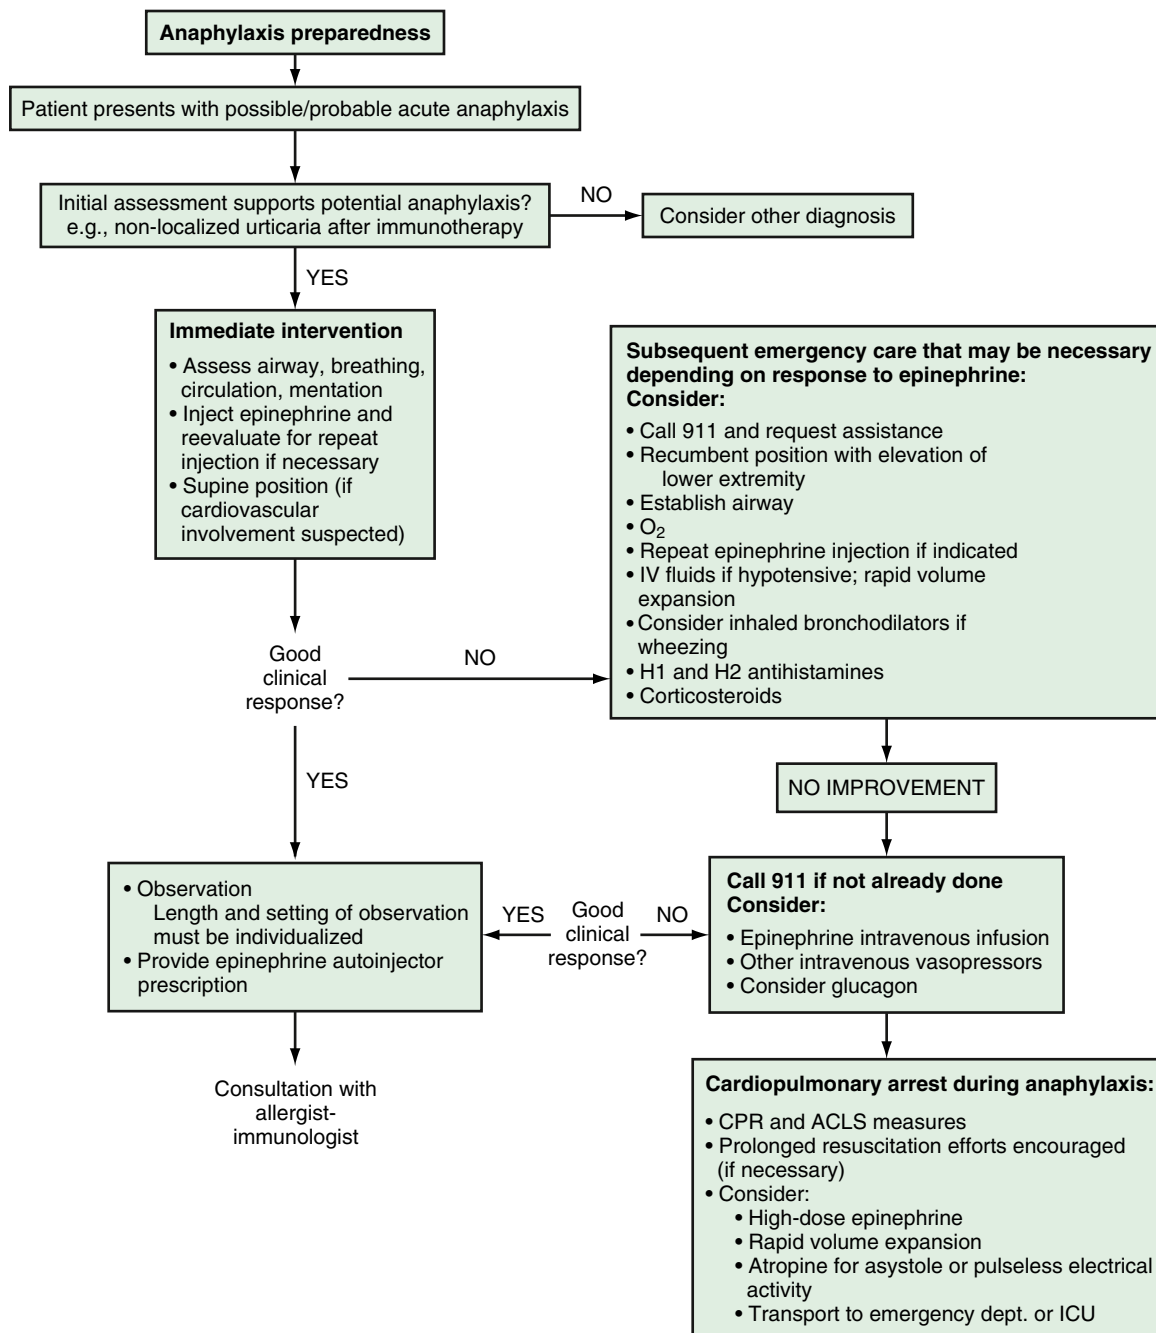 Anaphylaxis preparedness
Patient presents with possible/probable acute anaphylaxis
Initial assessment supports potential anaphylaxis?
e.g., non-localized urticaria after immunotherapy
NO
Consider other diagnosis
YES
Immediate intervention
• Assess airway, breathing,
circulation, mentation
• Inject epinephrine and
reevaluate for repeat
injection if necessary
• Supine position (if
cardiovascular
involvement suspected)
Subsequent emergency care that may be necessary
depending on response to epinephrine:
Consider:
• Call 911 and request assistance
• Recumbent position with elevation of
lower extremity
• Establish airway
• O2
• Repeat epinephrine injection if indicated
• IV fluids if hypotensive; rapid volume
expansion
• Consider inhaled bronchodilators if
wheezing
• H1 and H2 antihistamines
• Corticosteroids
Good
clinical
response?
NO
YES
NO IMPROVEMENT
• Observation
Length and setting of observation
must be individualized
• Provide epinephrine autoinjector
prescription
YES
Good
clinical
response?
NO
Call 911 if not already done
Consider:
• Epinephrine intravenous infusion
• Other intravenous vasopressors
• Consider glucagon
Consultation with
allergist-
immunologist
Cardiopulmonary arrest during anaphylaxis:
• CPR and ACLS measures
• Prolonged resuscitation efforts encouraged
(if necessary)
• Consider:
• High-dose epinephrine
• Rapid volume expansion
• Atropine for asystole or pulseless electrical
activity
• Transport to emergency dept. or ICU